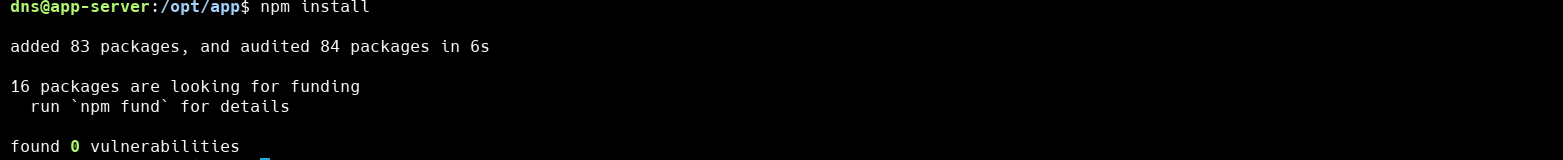 dns@app-server:/opt/app$ npm install
added 83 packages, and audited 84 packages in 6s
16 packages are looking for funding
run `npm fund` for details
found 0 vulnerabilities